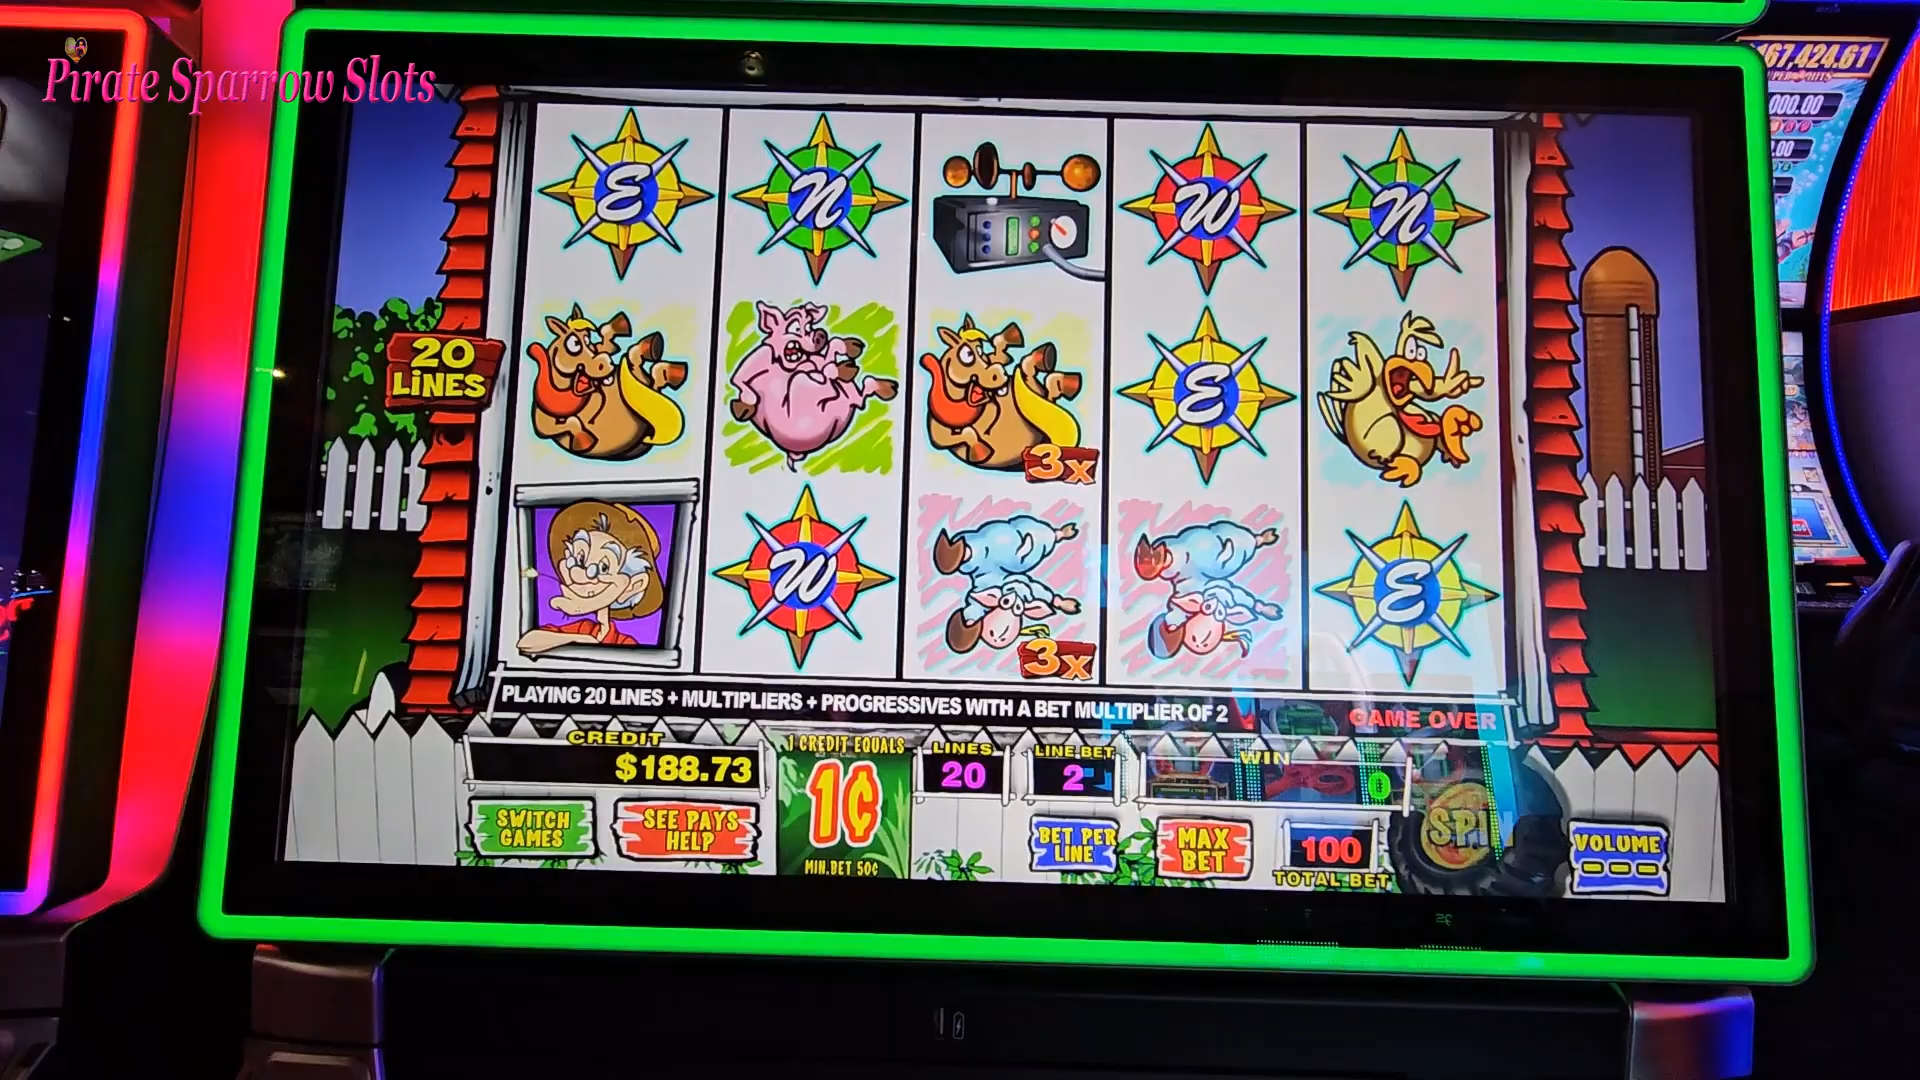 Pirate Sparrow Slots
167,424.61
E
N
W
N
20
LINES
E
3x
W
3x
E
PLAYING 20 LINES + MULTIPLIERS + PROGRESSIVES WITH A BET MULTIPLIER OF 2
GAME OVER
CREDIT
$188.73
1 CREDIT EQUALS
1¢
MIN.BET 50¢
LINES
20
LINE BET
2
WIN
0
SWITCH
GAMES
SEE PAYS
HELP
BET PER
LINE
MAX
BET
100
TOTAL BET
SPIN
VOLUME